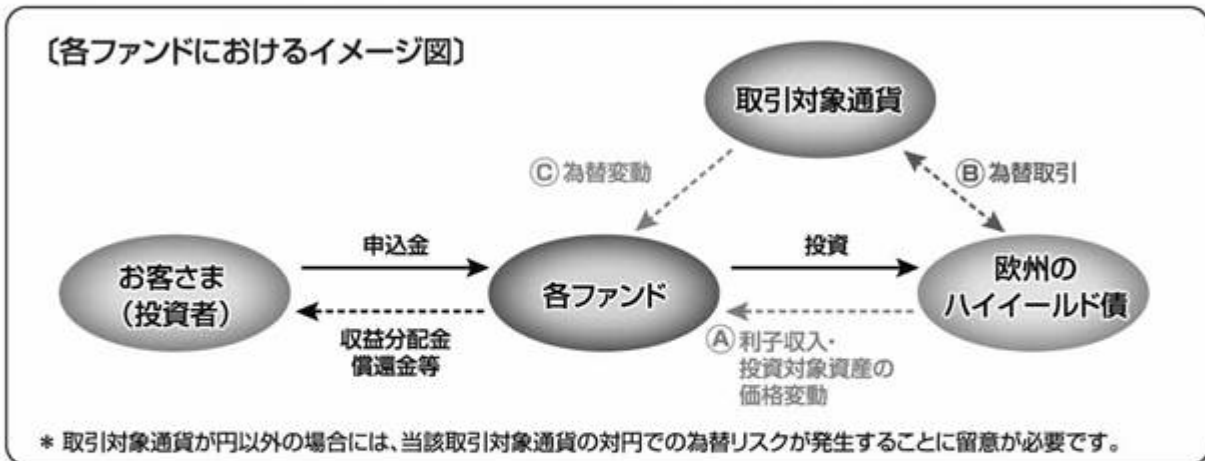 〔各ファンドにおけるイメージ図〕
取引対象通貨
Ⓒ為替変動
Ⓑ為替取引
申込金
投資
お客さま
(投資者)
各ファンド
欧州の
ハイイールド債
収益分配金
償還金等
Ⓐ利子収入・
投資対象資産の
価格変動
* 取引対象通貨が円以外の場合には、当該取引対象通貨の対円での為替リスクが発生することに留意が必要です。